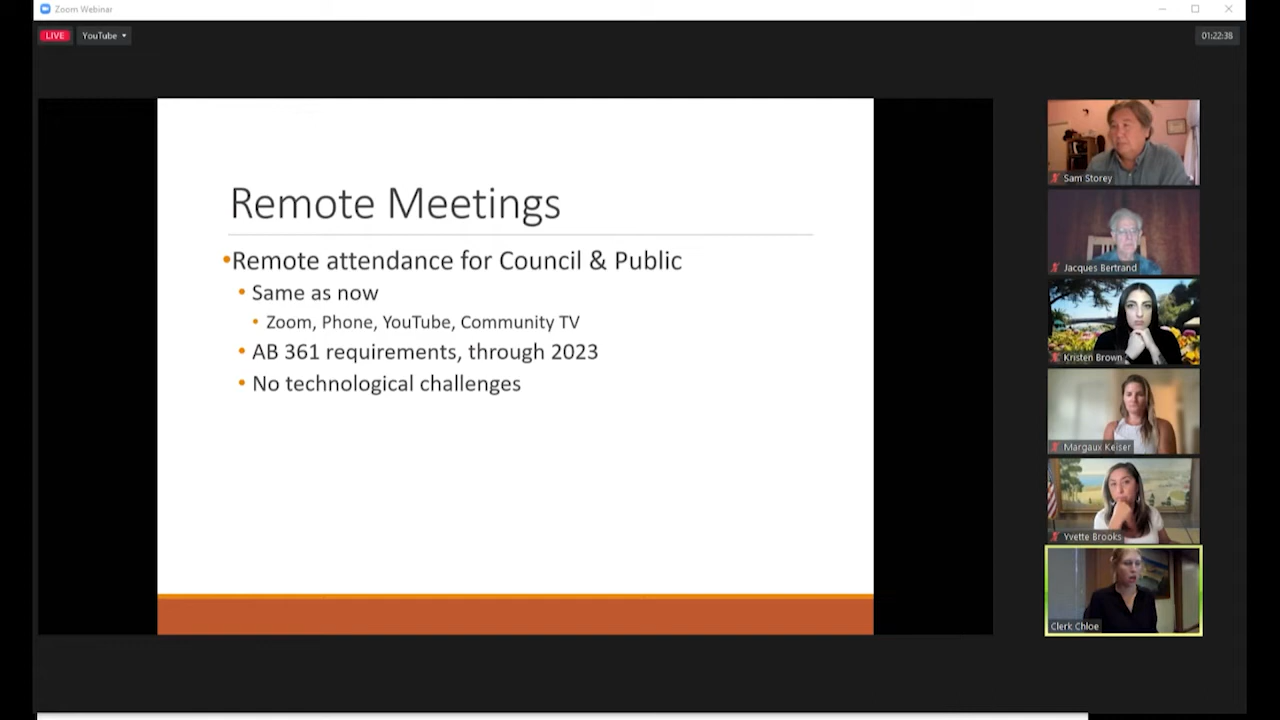 Zoom Webinar
LIVE
YouTube
01:22:38
Remote Meetings
•Remote attendance for Council & Public
• Same as now
• Zoom, Phone, YouTube, Community TV
• AB 361 requirements, through 2023
• No technological challenges
Sam Storey
Jacques Bertrand
Kristen Brown
Margaux Keiser
Yvette Brooks
Clerk Chloe